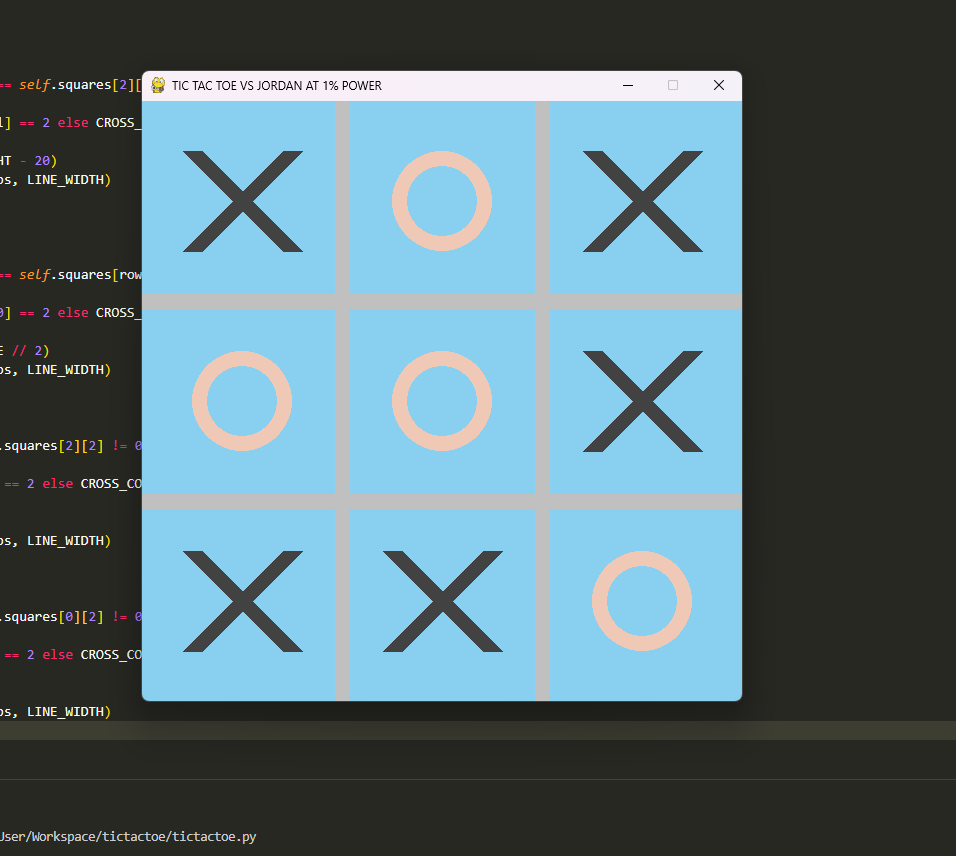 == self.squares[2][
TIC TAC TOE VS JORDAN AT 1% POWER
] == 2 else CROSS_
HT - 20)
os, LINE_WIDTH)
== self.squares[row
0] == 2 else CROSS_
E // 2)
os, LINE_WIDTH)
.squares[2][2] != 0
== 2 else CROSS_CO
os, LINE_WIDTH)
.squares[0][2] != 0
== 2 else CROSS_CO
os, LINE_WIDTH)
User/Workspace/tictactoe/tictactoe.py